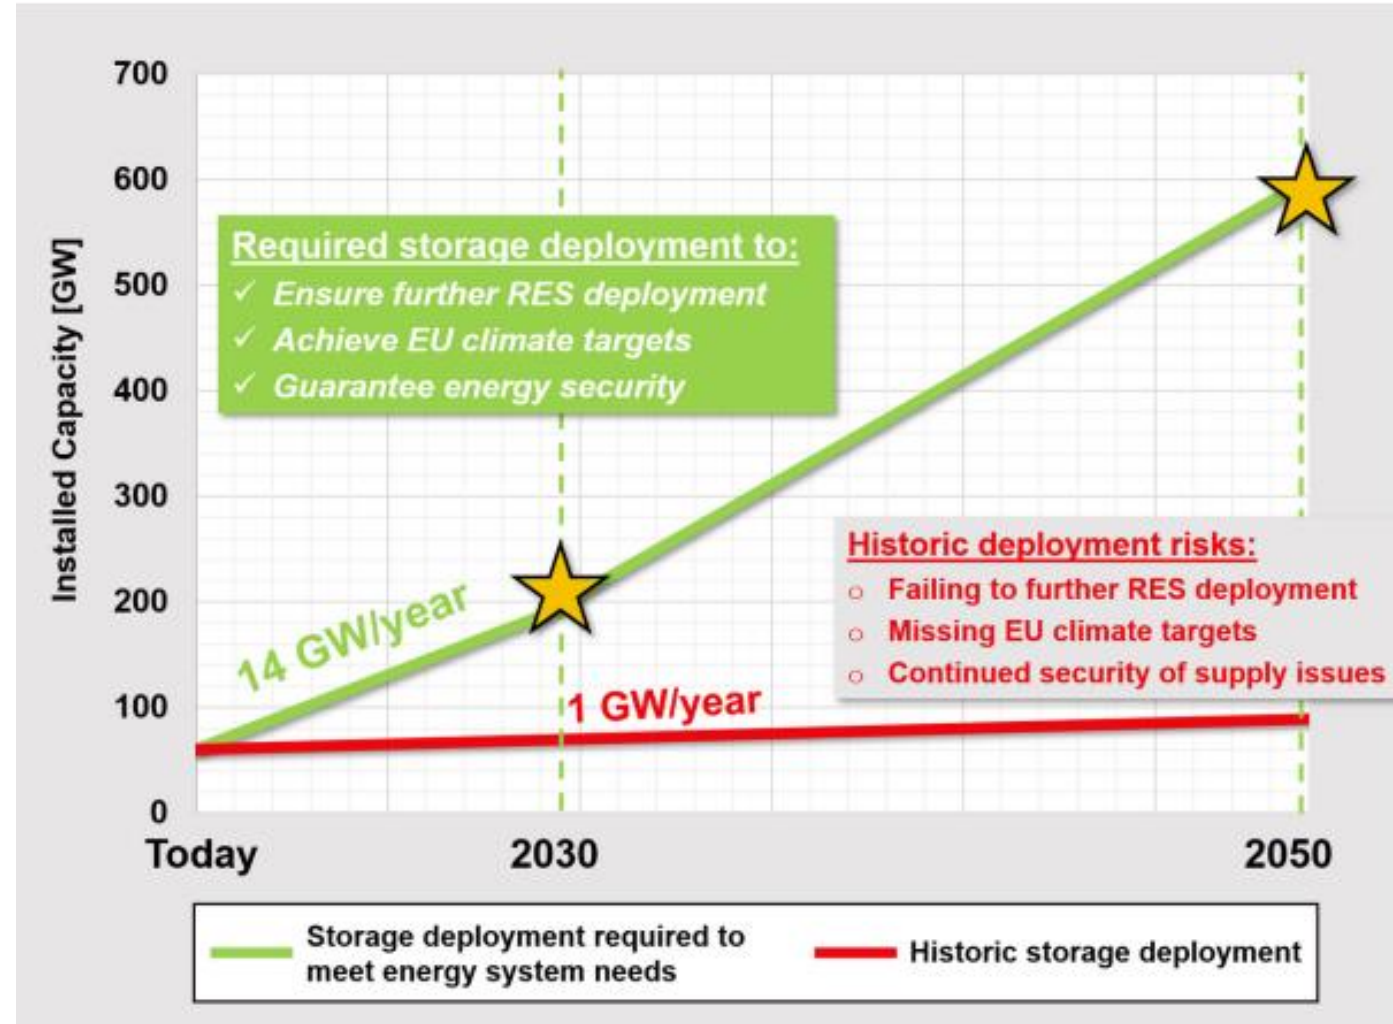 700
600
500
400
300
200
100
0
Installed Capacity [GW]
Required storage deployment to:
✓ Ensure further RES deployment
✓ Achieve EU climate targets
✓ Guarantee energy security
14 GW/year
1 GW/year
Historic deployment risks:
o Failing to further RES deployment
o Missing EU climate targets
o Continued security of supply issues
Today
2030
2050
Storage deployment required to
meet energy system needs
Historic storage deployment